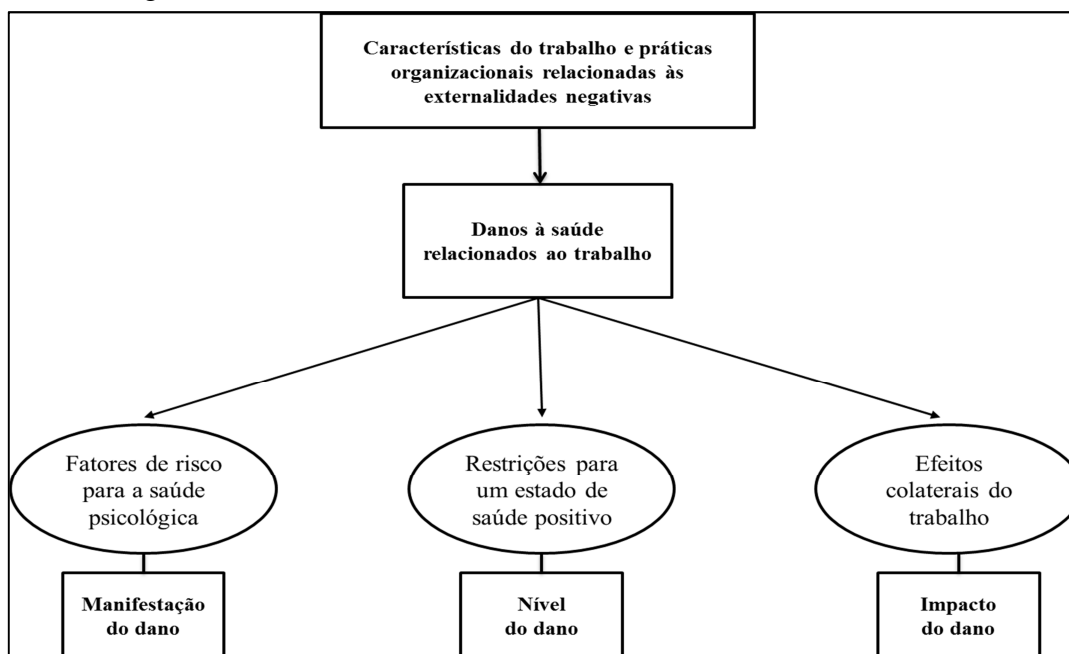 Características do trabalho e práticas
organizacionais relacionadas às
externalidades negativas
Danos à saúde
relacionados ao trabalho
Fatores de risco
para a saúde
psicológica
Restrições para
um estado de
saúde positivo
Efeitos
colaterais do
trabalho
Manifestação
do dano
Nível
do dano
Impacto
do dano